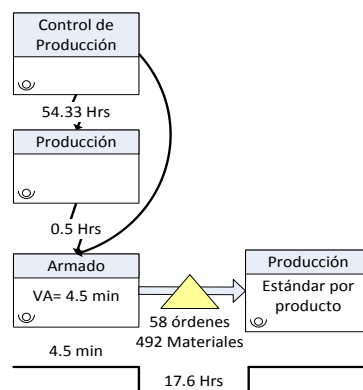 Control de
Producción
54.33 Hrs
Producción
0.5 Hrs
Armado
VA= 4.5 min
Producción
Estándar por
producto
58 órdenes
492 Materiales
4.5 min
17.6 Hrs